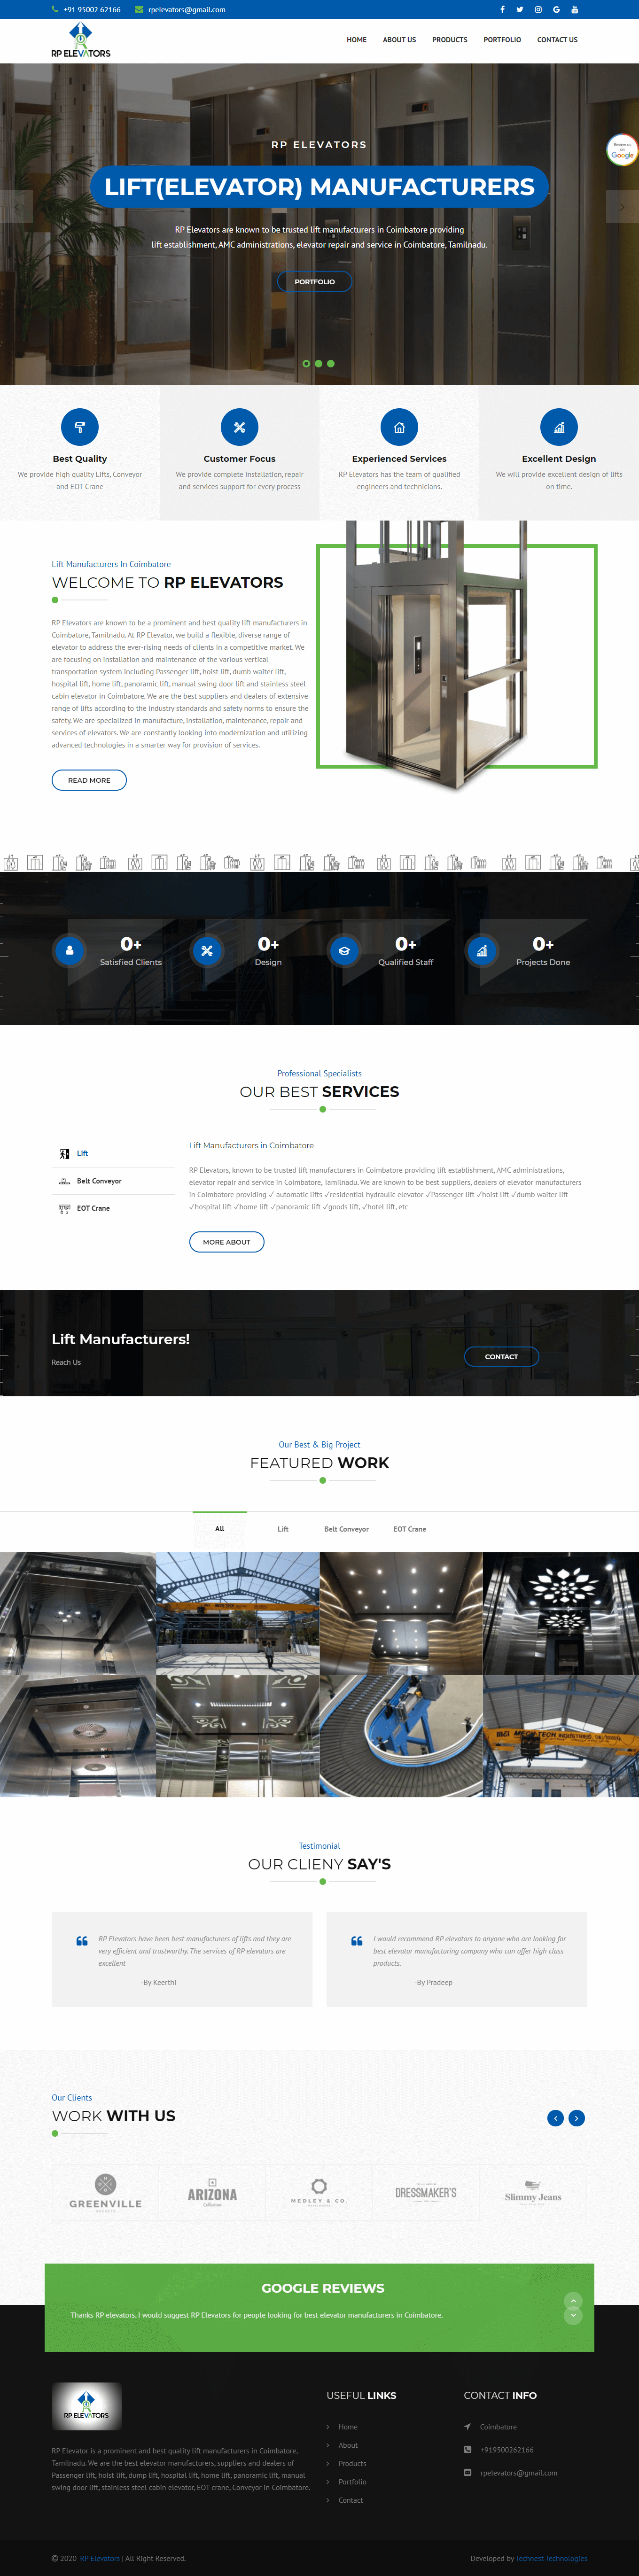 +91 95002 62166 rpelevators@gmail.com
RP ELEVATORS
HOME ABOUT US PRODUCTS PORTFOLIO CONTACT US
RP ELEVATORS
LIFT(ELEVATOR) MANUFACTURERS
RP Elevators are known to be trusted lift manufacturers in Coimbatore providing
lift establishment, AMC administrations, elevator repair and service in Coimbatore, Tamilnadu.
PORTFOLIO
Review us
on
Google
Best Quality
We provide high quality Lifts, Conveyor
and EOT Crane
Customer Focus
We provide complete installation, repair
and services support for every process
Experienced Services
RP Elevators has the team of qualified
engineers and technicians.
Excellent Design
We will provide excellent design of lifts
on time.
Lift Manufacturers In Coimbatore
WELCOME TO RP ELEVATORS
RP Elevators are known to be a prominent and best quality lift manufacturers in
Coimbatore, Tamilnadu. At RP Elevator, we build a flexible, diverse range of
elevator to address the ever-rising needs of clients in a competitive market. We
are focusing on installation and maintenance of the various vertical
transportation system including Passenger lift, hoist lift, dumb waiter lift,
hospital lift, home lift, panoramic lift, manual swing door lift and stainless steel
cabin elevator in Coimbatore. We are the best suppliers and dealers of extensive
range of lifts according to the industry standards and safety norms to ensure the
safety. We are specialized in manufacture, installation, maintenance, repair and
services of elevators. We are constantly looking into modernization and utilizing
advanced technologies in a smarter way for provision of services.
READ MORE
0+
Satisfied Clients
0+
Design
0+
Qualified Staff
0+
Projects Done
Professional Specialists
OUR BEST SERVICES
Lift
Belt Conveyor
EOT Crane
Lift Manufacturers in Coimbatore
RP Elevators, known to be trusted lift manufacturers in Coimbatore providing lift establishment, AMC administrations,
elevator repair and service in Coimbatore, Tamilnadu. We are known to be best suppliers, dealers of elevator manufacturers
in Coimbatore providing ✓ automatic lifts ✓residential hydraulic elevator ✓Passenger lift ✓hoist lift ✓dumb waiter lift
✓hospital lift ✓home lift ✓panoramic lift ✓goods lift, ✓hotel lift, etc
MORE ABOUT
Lift Manufacturers!
Reach Us
CONTACT
Our Best & Big Project
FEATURED WORK
All Lift Belt Conveyor EOT Crane
MECH TECH INDUSTRIES
Testimonial
OUR CLIENY SAY'S
RP Elevators have been best manufacturers of lifts and they are
very efficient and trustworthy. The services of RP elevators are
excellent
-By Keerthi
I would recommend RP elevators to anyone who are looking for
best elevator manufacturing company who can offer high class
products.
-By Pradeep
Our Clients
WORK WITH US
GREENVILLE
ARIZONA
Collection
MEDLEY & CO.
DRESSMAKER'S
Slimmy Jeans
GOOGLE REVIEWS
Thanks RP elevators. I would suggest RP Elevators for people looking for best elevator manufacturers in Coimbatore.
RP ELEVATORS
RP Elevator is a prominent and best quality lift manufacturers in Coimbatore,
Tamilnadu. We are the best elevator manufacturers, suppliers and dealers of
Passenger lift, hoist lift, dump lift, hospital lift, home lift, panoramic lift, manual
swing door lift, stainless steel cabin elevator, EOT crane, Conveyor in Coimbatore.
USEFUL LINKS
Home
About
Products
Portfolio
Contact
CONTACT INFO
Coimbatore
+919500262166
rpelevators@gmail.com
© 2020 RP Elevators | All Right Reserved.
Developed by Technest Technologies